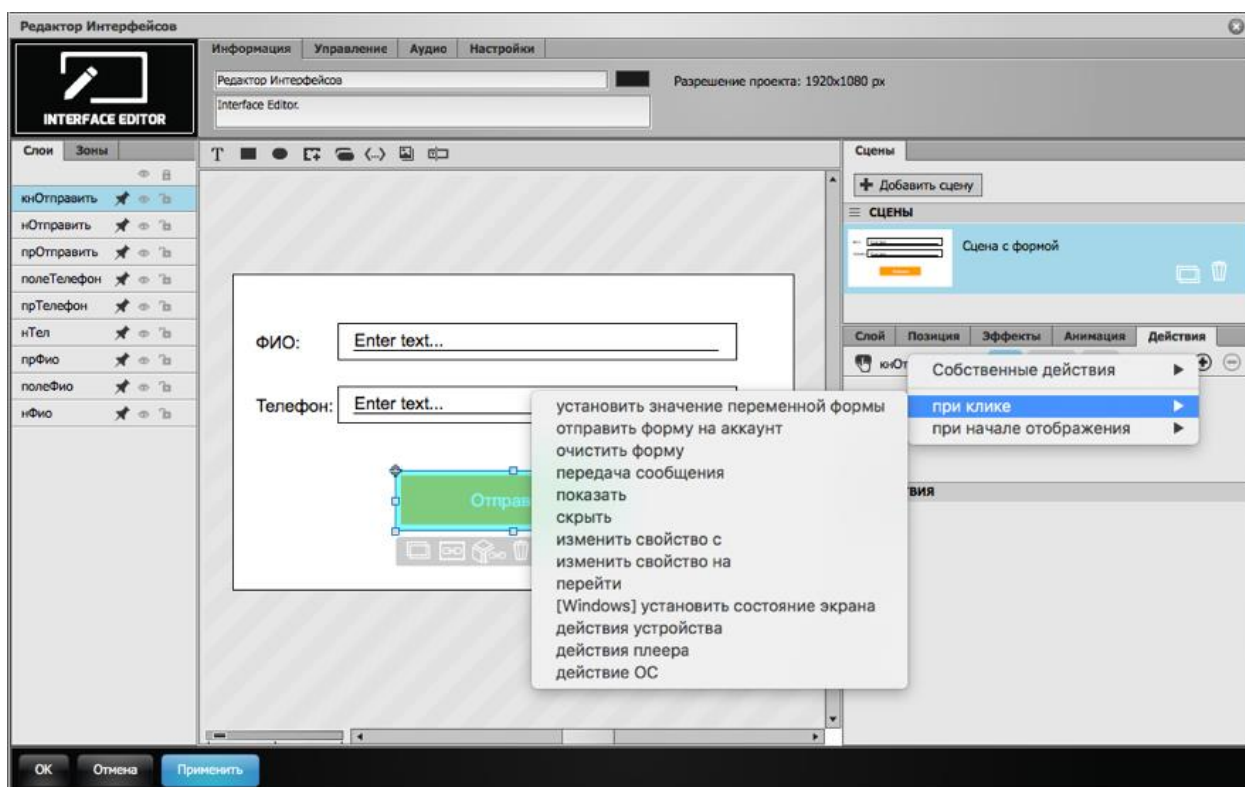 Редактор Интерфейсов
INTERFACE EDITOR
Информация Управление Аудио Настройки
Редактор Интерфейсов
Разрешение проекта: 1920x1080 px
Interface Editor.
Слои Зоны
кнОтправить
нОтправить
прОтправить
полеТелефон
прТелефон
нТел
прФио
полеФио
нФио
T
ФИО:
Enter text...
Телефон:
Enter text...
Отправ
Сцены
Добавить сцену
СЦЕНЫ
Сцена с формой
Слой Позиция Эффекты Анимация Действия
кнОт
Собственные действия
при клике
при начале отображения
вия
установить значение переменной формы
отправить форму на аккаунт
очистить форму
передача сообщения
показать
скрыть
изменить свойство с
изменить свойство на
перейти
[Windows] установить состояние экрана
действия устройства
действия плеера
действие ОС
ОК Отмена Применить